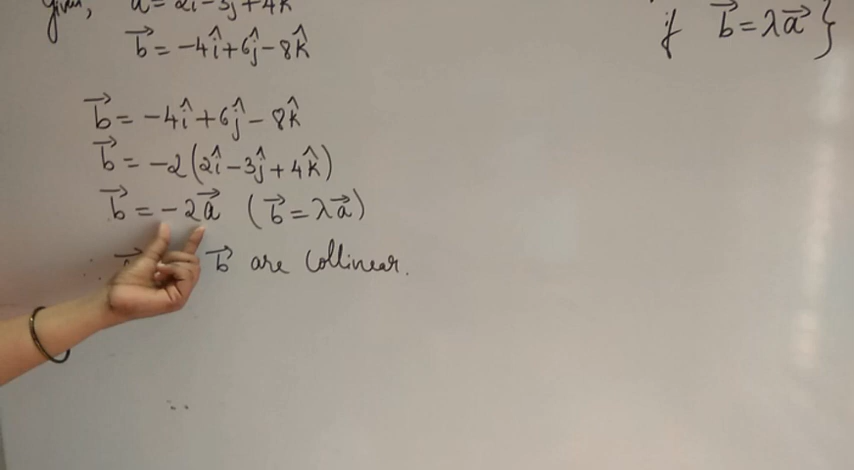 Given, a⃗ = 2î - 3ĵ + 4k̂
if b⃗ = λa⃗ }
b⃗ = -4î + 6ĵ - 8k̂
b⃗ = -4î + 6ĵ - 8k̂
b⃗ = -2(2î - 3ĵ + 4k̂)
b⃗ = -2a⃗ (b⃗ = λa⃗)
b⃗ are Collinear.
∴